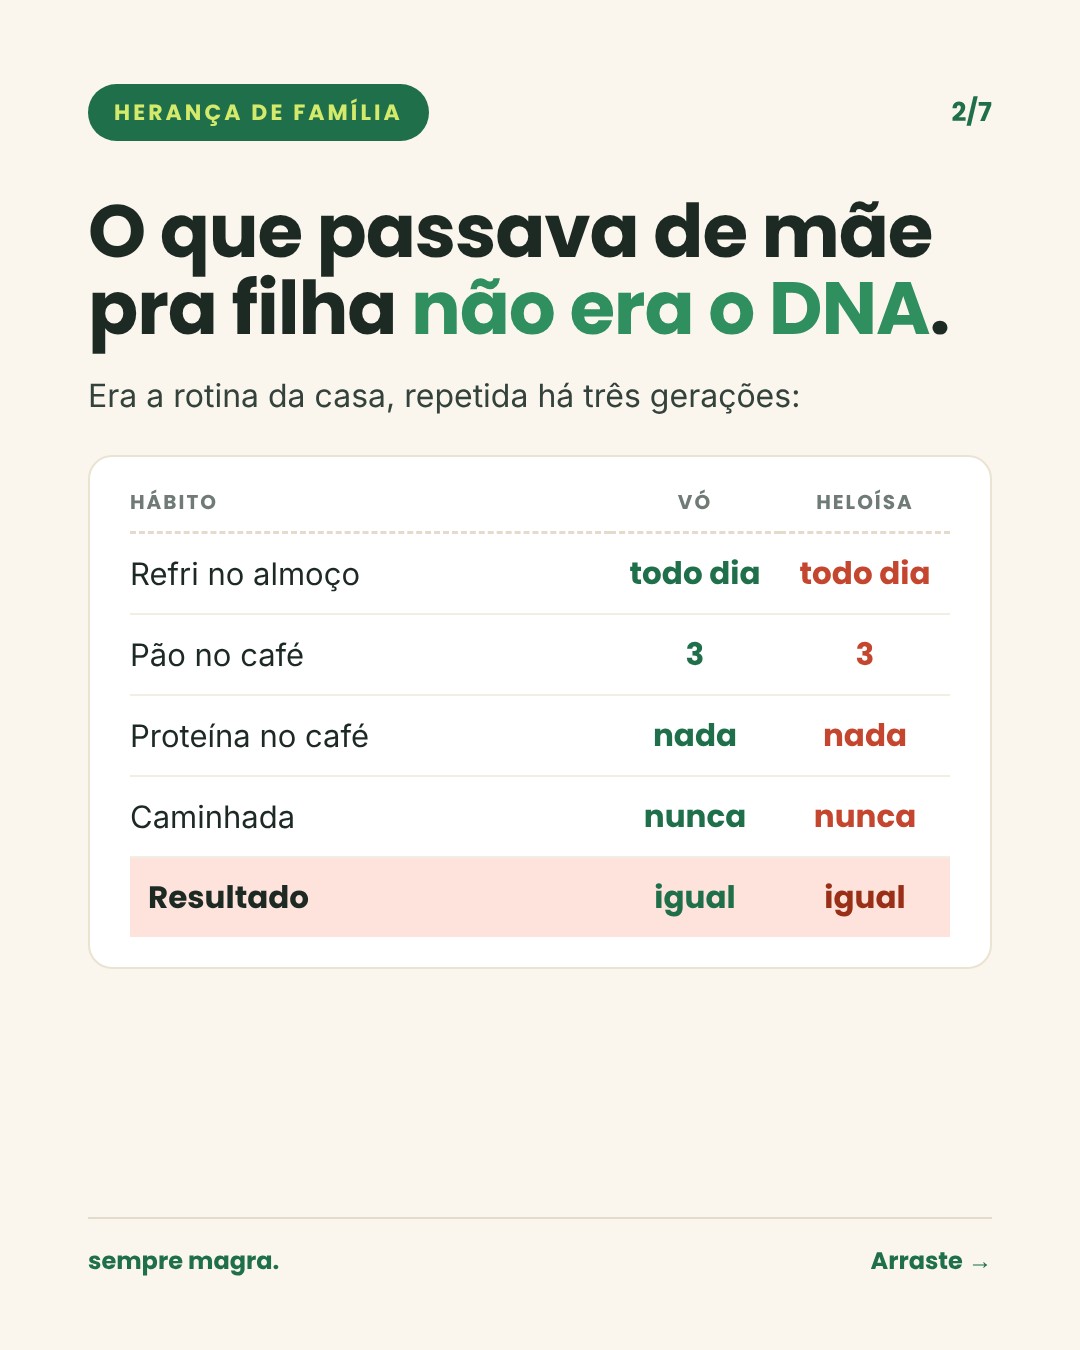 HERANÇA DE FAMÍLIA
2/7
O que passava de mãe
pra filha não era o DNA.
Era a rotina da casa, repetida há três gerações:
HÁBITO VÓ HELOÍSA
Refri no almoço todo dia todo dia
Pão no café 3 3
Proteína no café nada nada
Caminhada nunca nunca
Resultado igual igual
sempre magra.
Arraste →